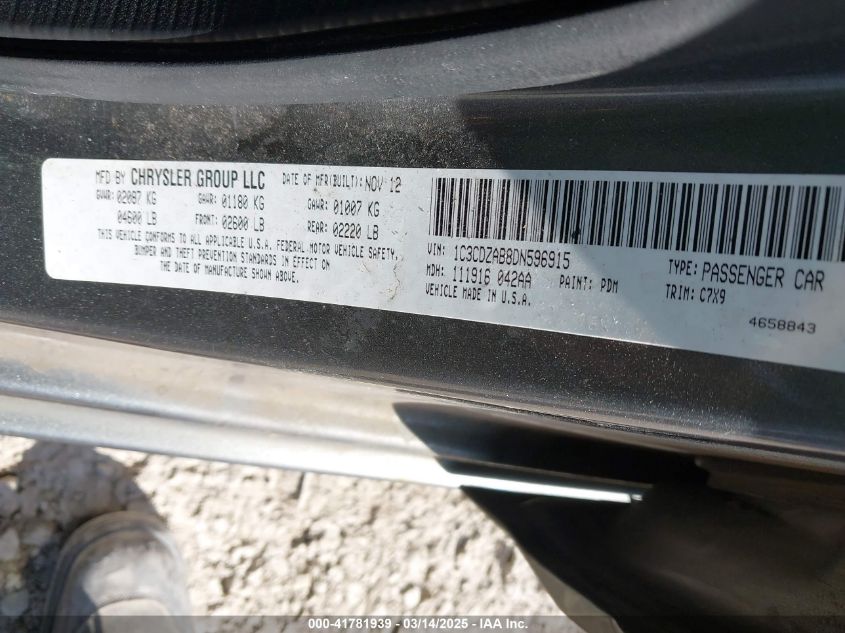 MFD BY CHRYSLER GROUP LLC DATE OF MFR(BUILT): NOV 12
GVWR: 02087 KG GAWR: 01180 KG GAWR: 01007 KG
04600 LB FRONT: 02600 LB REAR: 02220 LB
THIS VEHICLE CONFORMS TO ALL APPLICABLE U.S.A. FEDERAL MOTOR VEHICLE SAFETY,
BUMPER AND THEFT PREVENTION STANDARDS IN EFFECT ON
THE DATE OF MANUFACTURE SHOWN ABOVE.
VIN: 1C3CDZAB8DN596915 TYPE: PASSENGER CAR
MDH: 111916 042AA PAINT: PDM TRIM: C7X9
VEHICLE MADE IN U.S.A.
4658843
000-41781939 - 03/14/2025 - IAAI.com